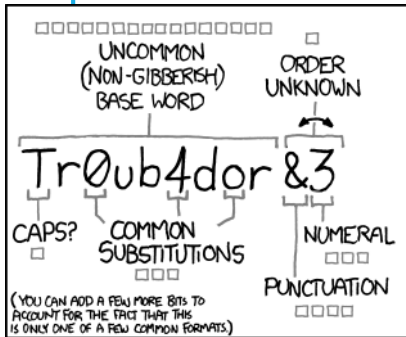 UNCOMMON
(NON-GIBBERISH)
BASE WORD
ORDER
UNKNOWN
Tr0ub4dor &3
CAPS?
COMMON
SUBSTITUTIONS
NUMERAL
PUNCTUATION
(YOU CAN ADD A FEW MORE BITS TO
ACCOUNT FOR THE FACT THAT THIS
IS ONLY ONE OF A FEW COMMON FORMATS.)